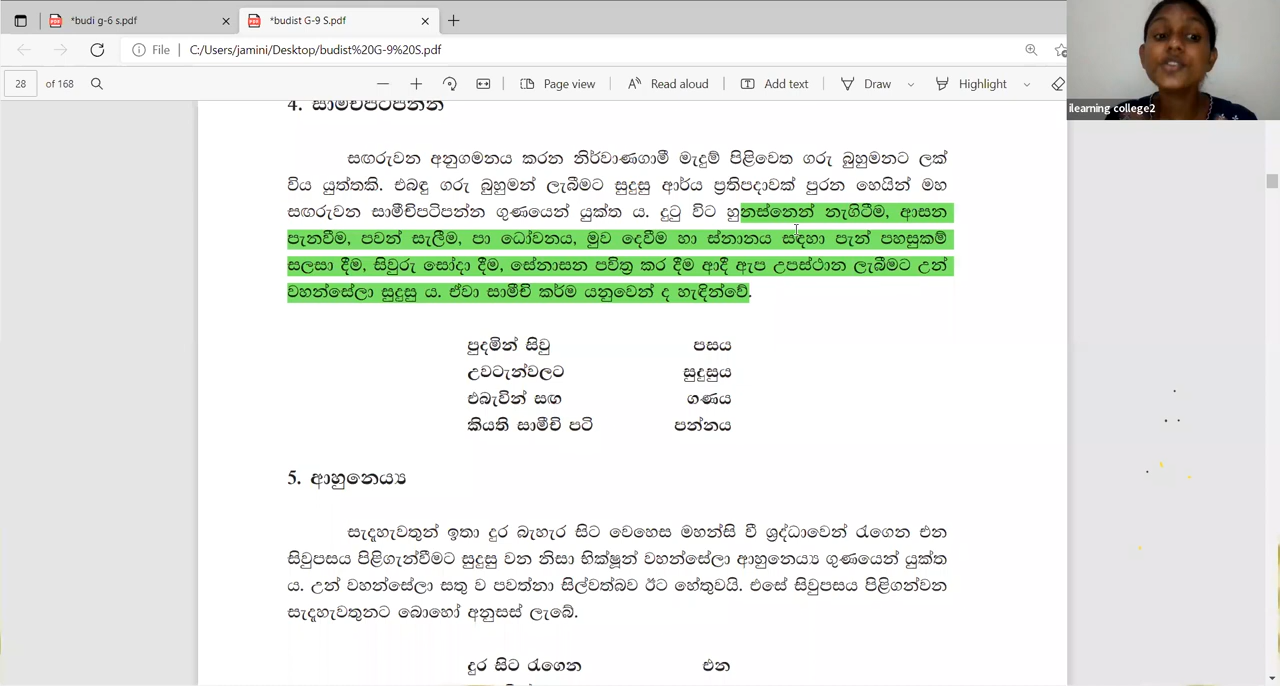 *budi g-6 s.pdf
*budist G-9 S.pdf
File C:/Users/jamini/Desktop/budist%20G-9%20S.pdf
28 of 168 Page view Read aloud Add text Draw Highlight
ilearning college2
4. සාමීචිපටිපන්න
සඟරුවන අනුගමනය කරන නිර්වාණගාමී මැදුම් පිළිවෙත ගරු බුහුමනට ලක්
විය යුත්තකි. එබඳු ගරු බුහුමන් ලැබීමට සුදුසු ආර්ය ප්‍රතිපදාවක් පුරන හෙයින් මහ
සඟරුවන සාමීචිපටිපන්න ගුණයෙන් යුක්ත ය. දුටු විට හුනස්නෙන් නැගිටීම, ආසන
පැනවීම, පවන් සැලීම, පා ධෝවනය, මුව දෙවීම හා ස්නානය සඳහා පැන් පහසුකම්
සලසා දීම, සිවුරු සෝදා දීම, සේනාසන පවිත්‍ර කර දීම ආදී ඇප උපස්ථාන ලැබීමට උන්
වහන්සේලා සුදුසු ය. ඒවා සාමීචි කර්ම යනුවෙන් ද හැඳින්වේ.
පුදමින් සිවු පසය
උවටැන්වලට සුදුසුය
එබැවින් සඟ ගණය
කියති සාමීචි පටි පන්නය
5. ආහුනෙය්‍ය
සැදැහැවතුන් ඉතා දුර බැහැර සිට වෙහෙස මහන්සි වී ශ්‍රද්ධාවෙන් රැගෙන එන
සිවුපසය පිළිගැන්වීමට සුදුසු වන නිසා භික්ෂූන් වහන්සේලා ආහුනෙය්‍ය ගුණයෙන් යුක්ත
ය. උන් වහන්සේලා සතු ව පවත්නා සිල්වත්බව ඊට හේතුවයි. එසේ සිවුපසය පිළිගන්වන
සැදැහැවතුනට බොහෝ අනුසස් ලැබේ.
දුර සිට රැගෙන එන